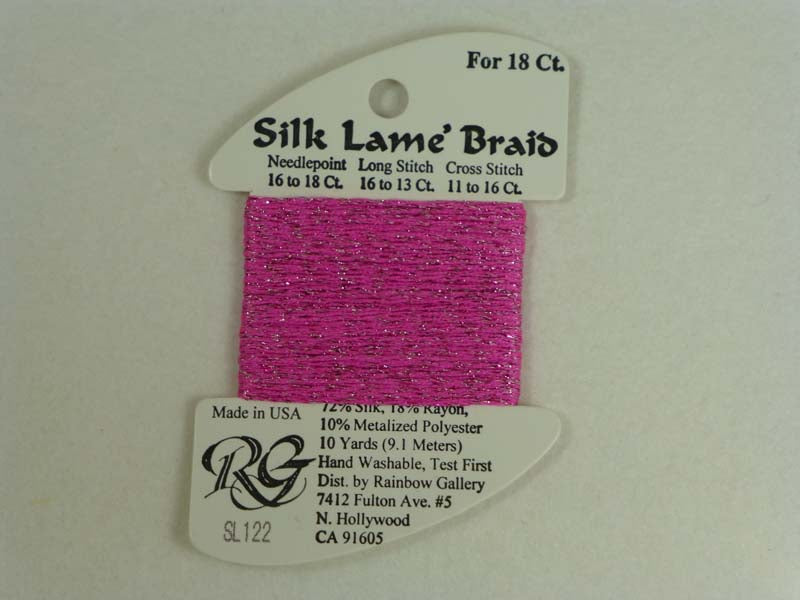 For 18 Ct.
Silk Lame' Braid
Needlepoint Long Stitch Cross Stitch
16 to 18 Ct. 16 to 13 Ct. 11 to 16 Ct.
Made in USA
72% Silk, 18% Rayon,
10% Metalized Polyester
10 Yards (9.1 Meters)
Hand Washable, Test First
Dist. by Rainbow Gallery
7412 Fulton Ave. #5
N. Hollywood
CA 91605
RG
SL122